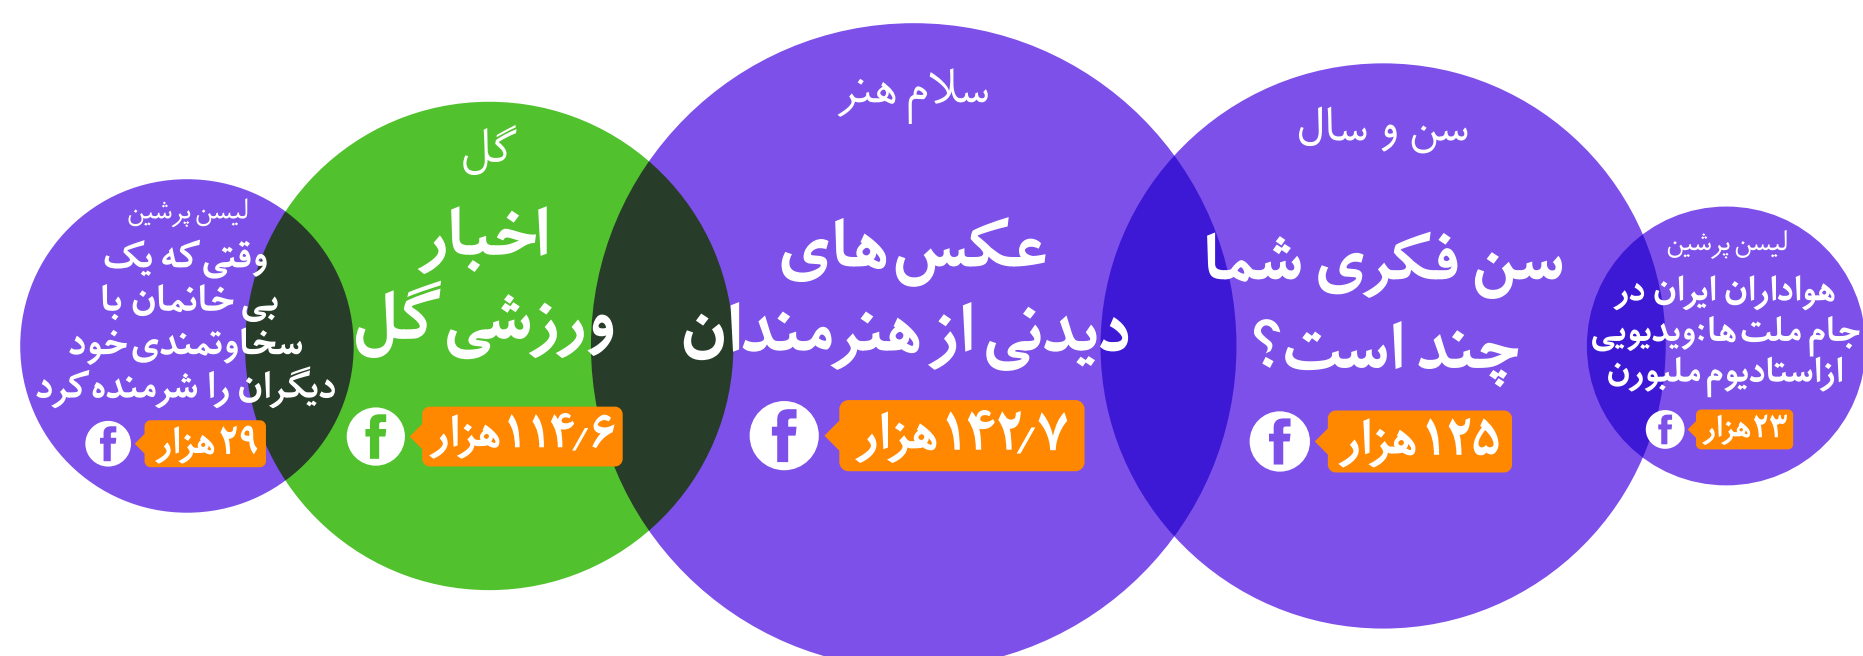 سن و سال
سن فکری شما
چند است؟
۱۲۵ هزار
لیسن پرشین
هواداران ایران در
جام ملت ها:ویدیویی
ازاستادیوم ملبورن
۲۳ هزار
سلام هنر
عکس‌های
دیدنی از هنرمندان
۱۴۲٫۷ هزار
گل
اخبار
ورزشی گل
۱۱۴٫۶ هزار
لیسن پرشین
وقتی که یک
بی خانمان با
سخاوتمندی خود
دیگران را شرمنده کرد
۲۹ هزار